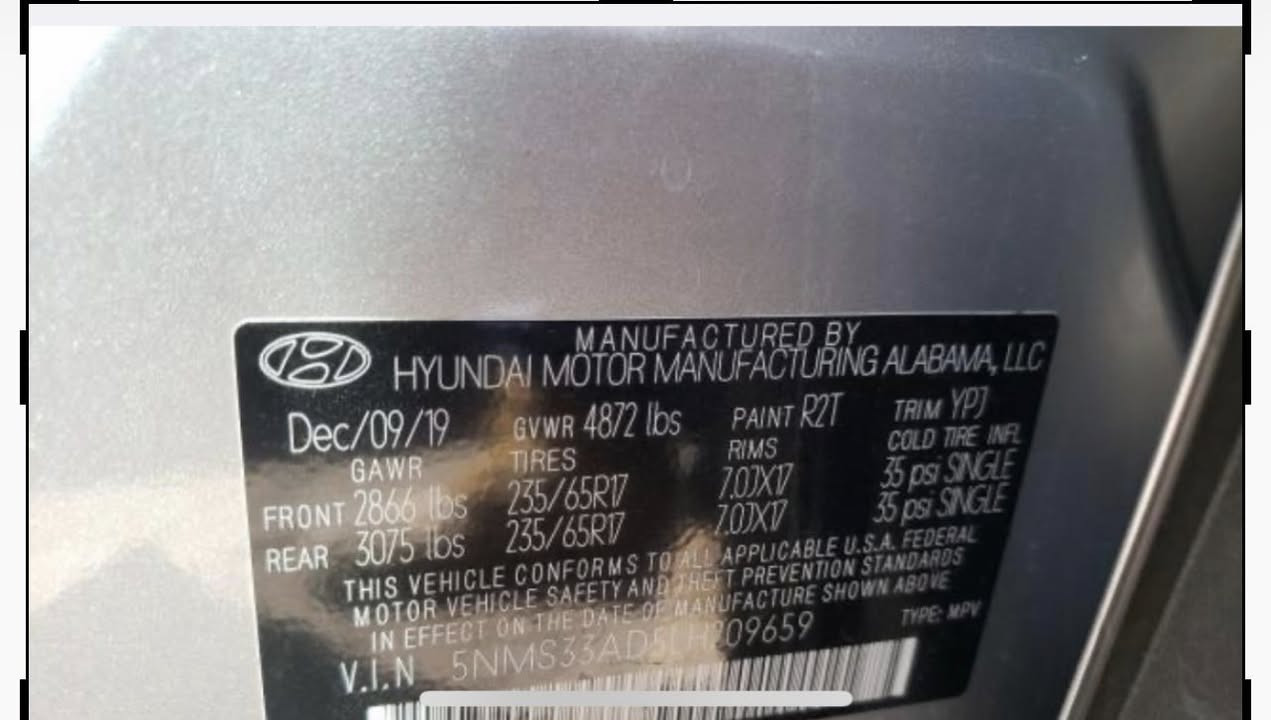 MANUFACTURED BY
HYUNDAI MOTOR MANUFACTURING ALABAMA, LLC
Dec/09/19 GVWR 4872 lbs PAINT R2T TRIM YPJ
GAWR TIRES RIMS COLD TIRE INFL
FRONT 2866 lbs 235/65R17 7.0JX17 35 psi SINGLE
REAR 3075 lbs 235/65R17 7.0JX17 35 psi SINGLE
THIS VEHICLE CONFORMS TO ALL APPLICABLE U.S.A. FEDERAL
MOTOR VEHICLE SAFETY AND THEFT PREVENTION STANDARDS
IN EFFECT ON THE DATE OF MANUFACTURE SHOWN ABOVE
V.I.N 5NMS33AD5LH209659 TYPE: MPV